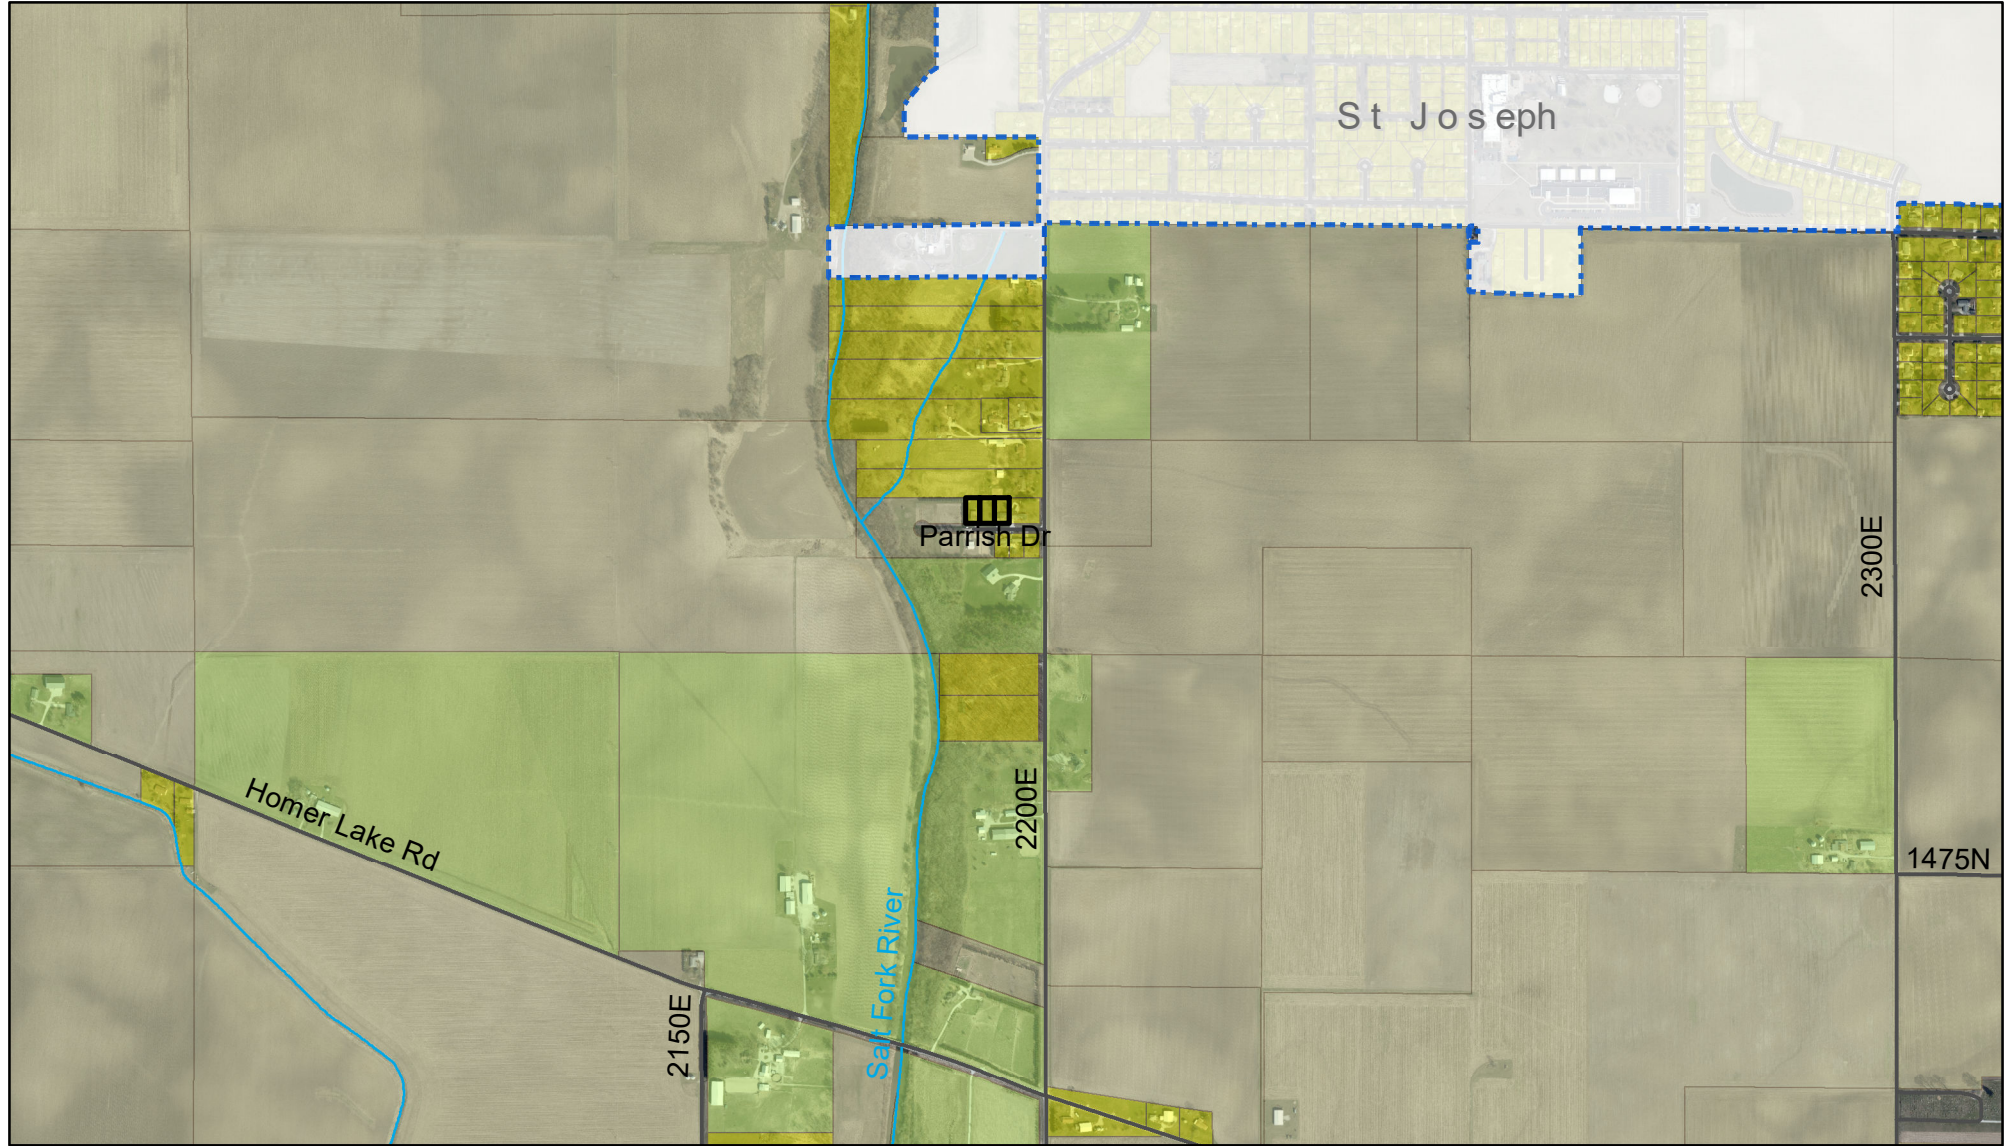 St Joseph
Parrish Dr
2300E
Homer Lake Rd
2200E
1475N
Salt Fork River
2150E